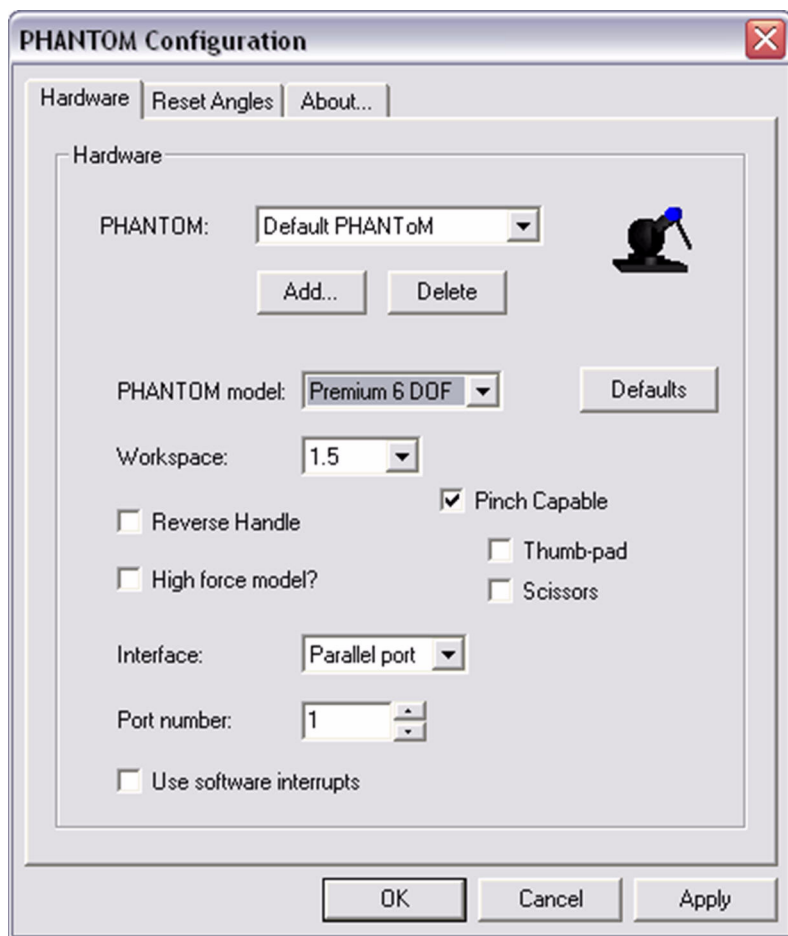 PHANTOM Configuration
Hardware Reset Angles About...
Hardware
PHANTOM: Default PHANToM
Add... Delete
PHANTOM model: Premium 6 DOF Defaults
Workspace: 1.5
Pinch Capable
Reverse Handle
Thumb-pad
High force model?
Scissors
Interface: Parallel port
Port number: 1
Use software interrupts
OK Cancel Apply